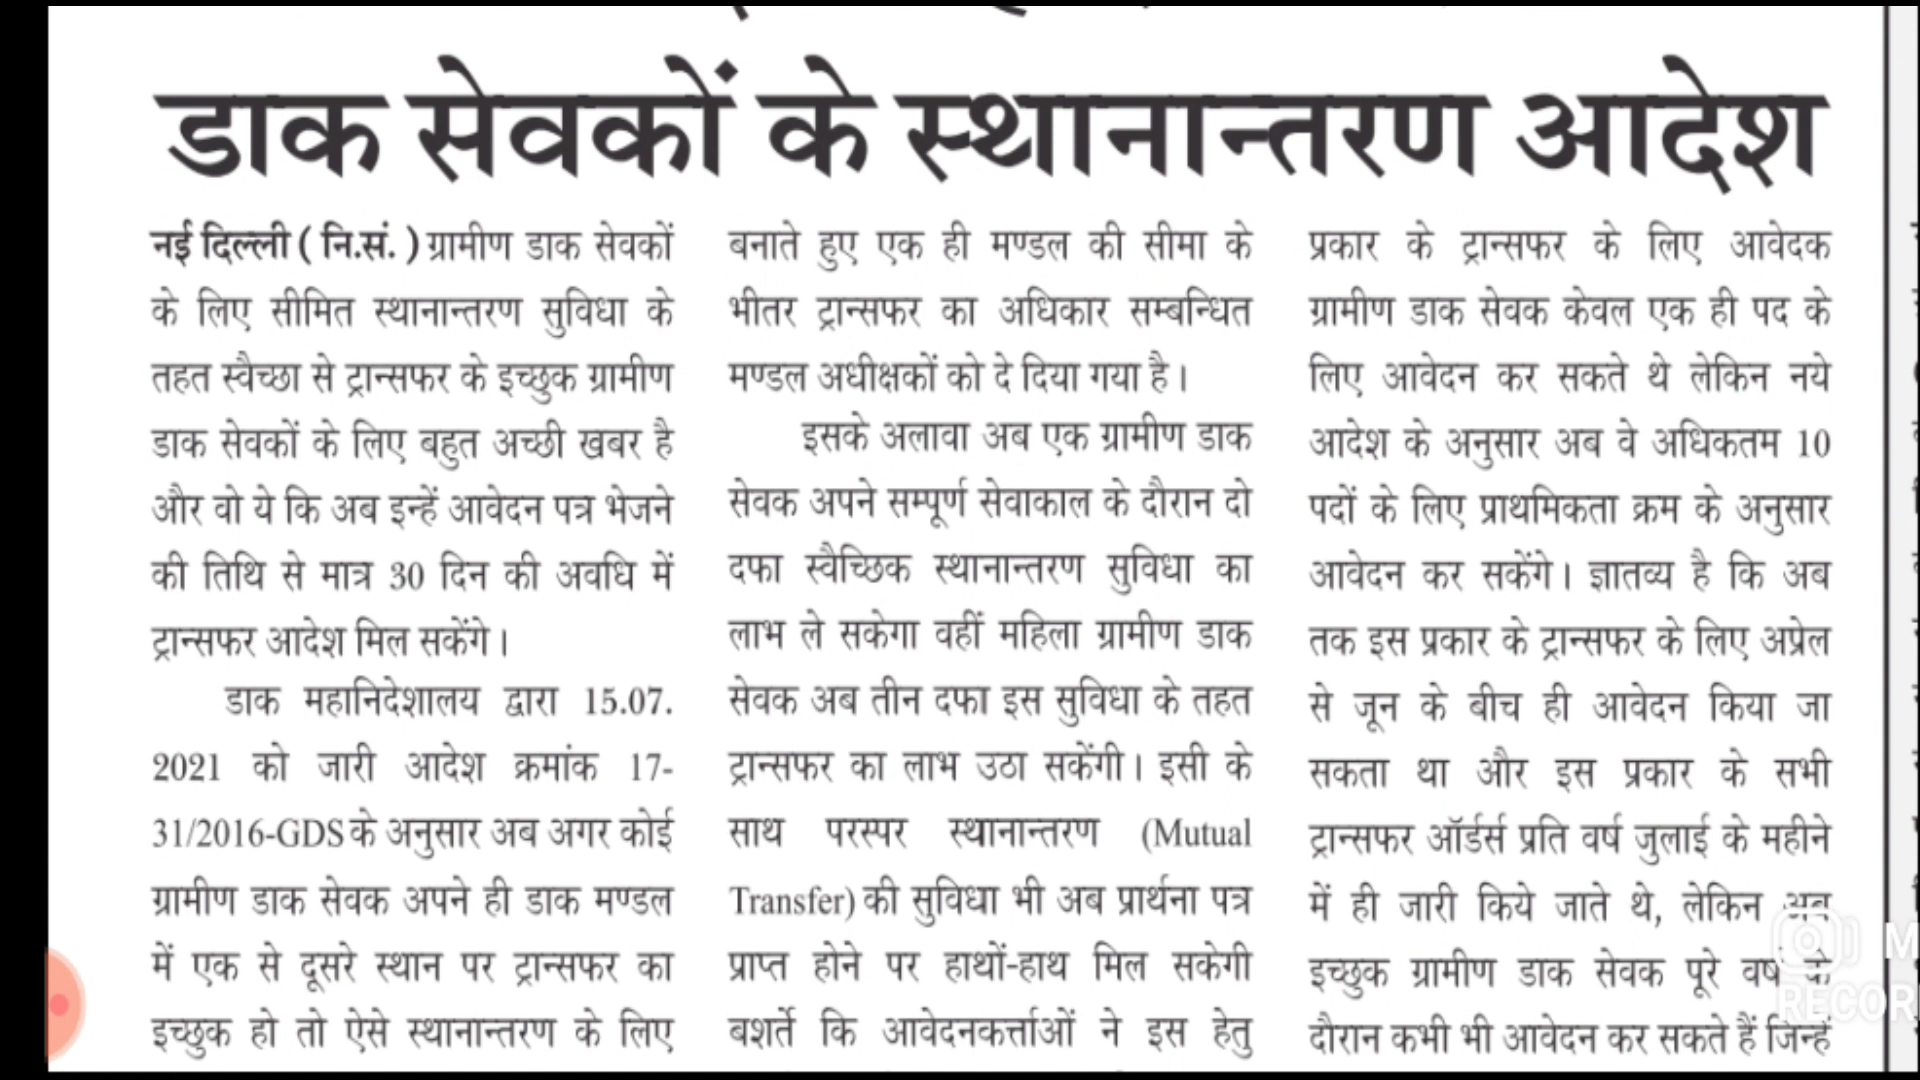 डाक सेवकों के स्थानान्तरण आदेश
नई दिल्ली ( नि.सं. ) ग्रामीण डाक सेवकों
के लिए सीमित स्थानान्तरण सुविधा के
तहत स्वैच्छा से ट्रान्सफर के इच्छुक ग्रामीण
डाक सेवकों के लिए बहुत अच्छी खबर है
और वो ये कि अब इन्हें आवेदन पत्र भेजने
की तिथि से मात्र 30 दिन की अवधि में
ट्रान्सफर आदेश मिल सकेंगे।
डाक महानिदेशालय द्वारा 15.07.
2021 को जारी आदेश क्रमांक 17-
31/2016-GDS के अनुसार अब अगर कोई
ग्रामीण डाक सेवक अपने ही डाक मण्डल
में एक से दूसरे स्थान पर ट्रान्सफर का
इच्छुक हो तो ऐसे स्थानान्तरण के लिए
बनाते हुए एक ही मण्डल की सीमा के
भीतर ट्रान्सफर का अधिकार सम्बन्धित
मण्डल अधीक्षकों को दे दिया गया है।
इसके अलावा अब एक ग्रामीण डाक
सेवक अपने सम्पूर्ण सेवाकाल के दौरान दो
दफा स्वैच्छिक स्थानान्तरण सुविधा का
लाभ ले सकेगा वहीं महिला ग्रामीण डाक
सेवक अब तीन दफा इस सुविधा के तहत
ट्रान्सफर का लाभ उठा सकेंगी। इसी के
साथ परस्पर स्थानान्तरण (Mutual
Transfer) की सुविधा भी अब प्रार्थना पत्र
प्राप्त होने पर हाथों-हाथ मिल सकेगी
बशर्ते कि आवेदनकर्त्ताओं ने इस हेतु
प्रकार के ट्रान्सफर के लिए आवेदक
ग्रामीण डाक सेवक केवल एक ही पद के
लिए आवेदन कर सकते थे लेकिन नये
आदेश के अनुसार अब वे अधिकतम 10
पदों के लिए प्राथमिकता क्रम के अनुसार
आवेदन कर सकेंगे। ज्ञातव्य है कि अब
तक इस प्रकार के ट्रान्सफर के लिए अप्रेल
से जून के बीच ही आवेदन किया जा
सकता था और इस प्रकार के सभी
ट्रान्सफर ऑर्डर्स प्रति वर्ष जुलाई के महीने
में ही जारी किये जाते थे, लेकिन अब
इच्छुक ग्रामीण डाक सेवक पूरे वर्ष के
दौरान कभी भी आवेदन कर सकते हैं जिन्हें